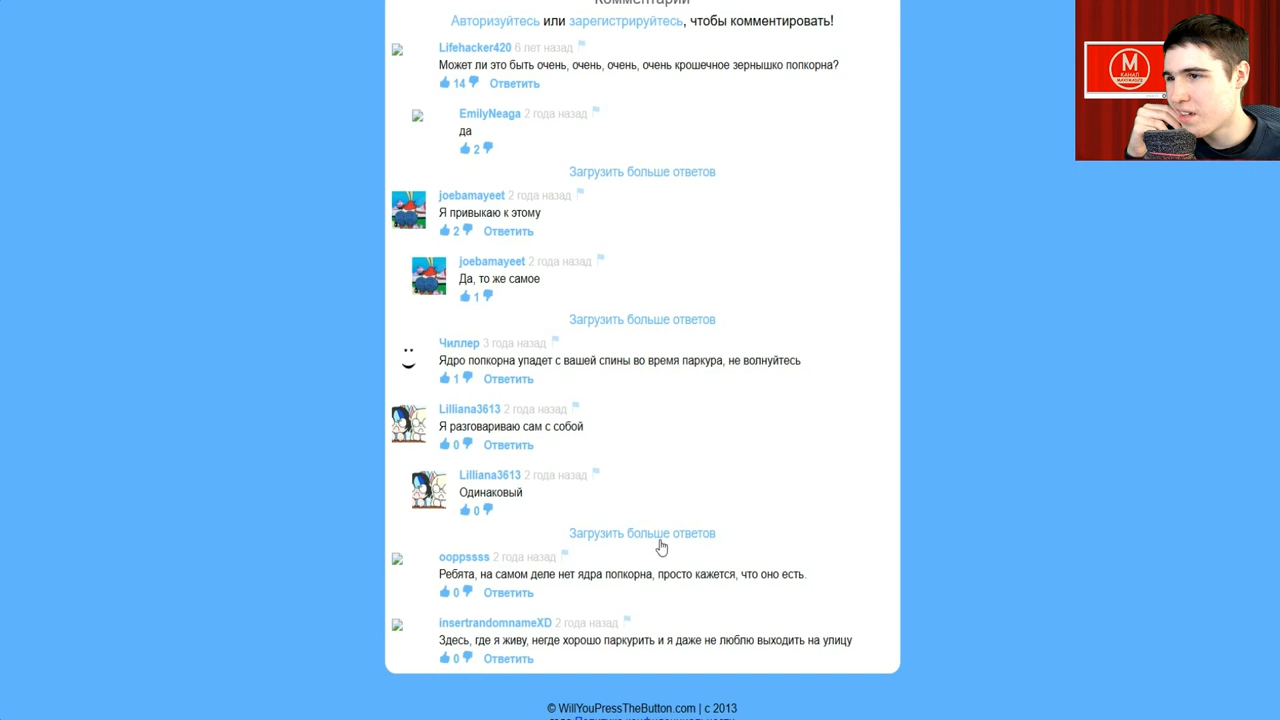 Комментарии
Авторизуйтесь или зарегистрируйтесь, чтобы комментировать!
Lifehacker420 6 лет назад
Может ли это быть очень, очень, очень, очень крошечное зернышко попкорна?
14 Ответить
EmilyNeaga 2 года назад
да
2
Загрузить больше ответов
joebamayeet 2 года назад
Я привыкаю к этому
2 Ответить
joebamayeet 2 года назад
Да, то же самое
1
Загрузить больше ответов
Чиллер 3 года назад
Ядро попкорна упадет с вашей спины во время паркура, не волнуйтесь
1 Ответить
Lilliana3613 2 года назад
Я разговариваю сам с собой
0 Ответить
Lilliana3613 2 года назад
Одинаковый
0
Загрузить больше ответов
ooppssss 2 года назад
Ребята, на самом деле нет ядра попкорна, просто кажется, что оно есть.
0 Ответить
insertrandomnameXD 2 года назад
Здесь, где я живу, негде хорошо паркурить и я даже не люблю выходить на улицу
0 Ответить
© WillYouPressTheButton.com | с 2013
года Политика конфиденциальности
М
КАНАЛ